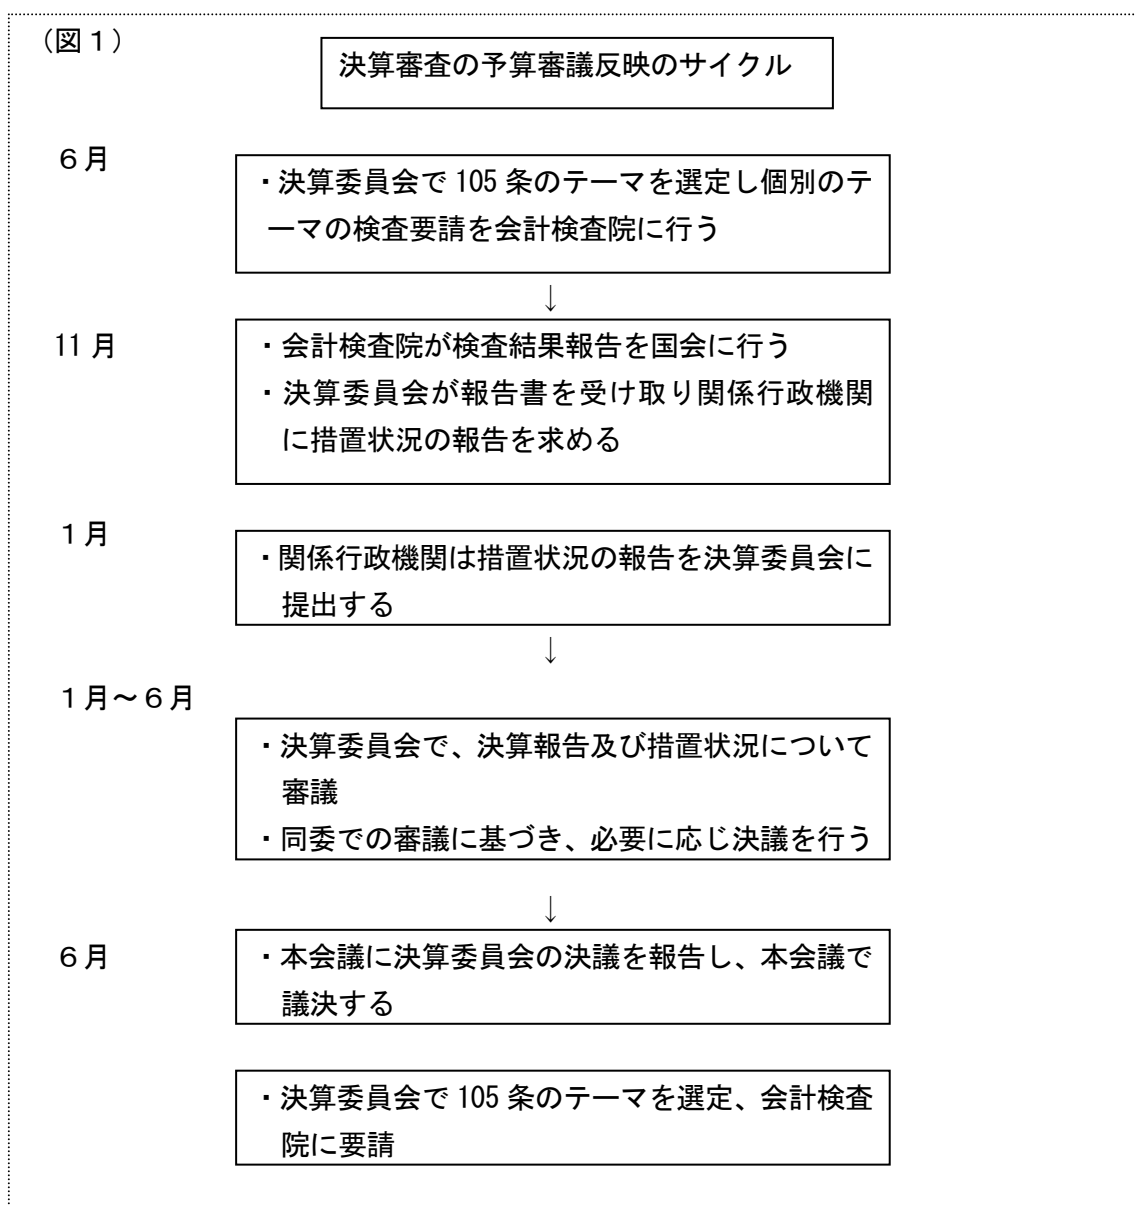 （図１）
決算審査の予算審議反映のサイクル
６月
・決算委員会で 105 条のテーマを選定し個別のテ
ーマの検査要請を会計検査院に行う
↓
11 月
・会計検査院が検査結果報告を国会に行う
・決算委員会が報告書を受け取り関係行政機関
に措置状況の報告を求める
１月
・関係行政機関は措置状況の報告を決算委員会に
提出する
↓
１月～６月
・決算委員会で、決算報告及び措置状況について
審議
・同委での審議に基づき、必要に応じ決議を行う
↓
６月
・本会議に決算委員会の決議を報告し、本会議で
議決する
・決算委員会で 105 条のテーマを選定、会計検査
院に要請